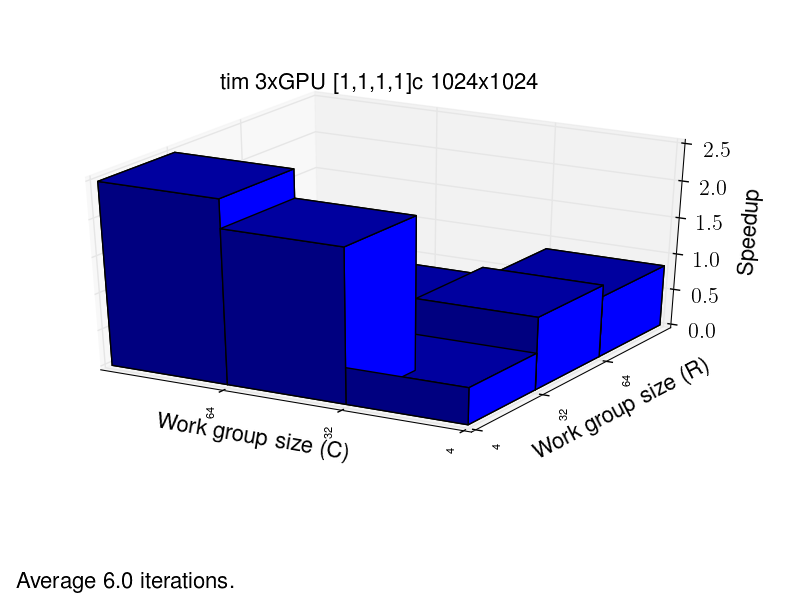 tim 3xGPU [1,1,1,1]c 1024x1024
2.5
2.0
1.5
1.0
0.5
0.0
Speedup
64
32
4
Work group size (C)
4
32
64
Work group size (R)
Average 6.0 iterations.